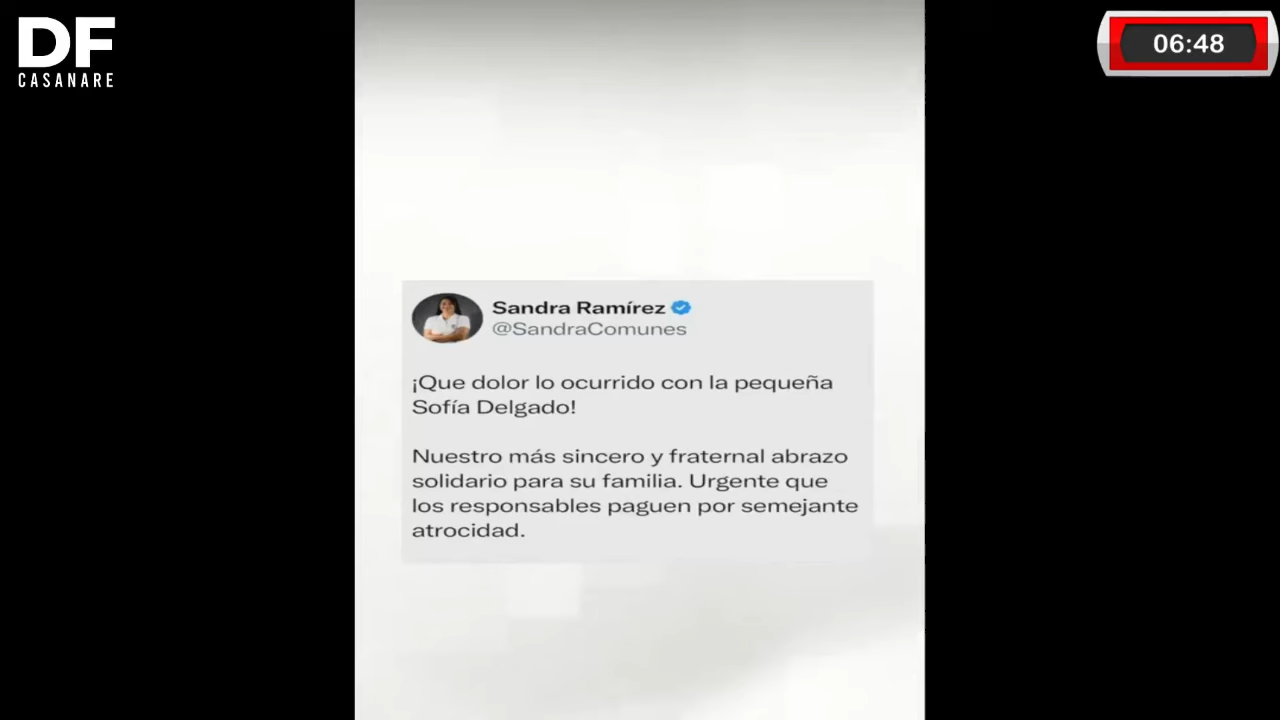 DF
CASANARE
06:48
Sandra Ramírez
@SandraComunes
¡Que dolor lo ocurrido con la pequeña
Sofía Delgado!
Nuestro más sincero y fraternal abrazo
solidario para su familia. Urgente que
los responsables paguen por semejante
atrocidad.